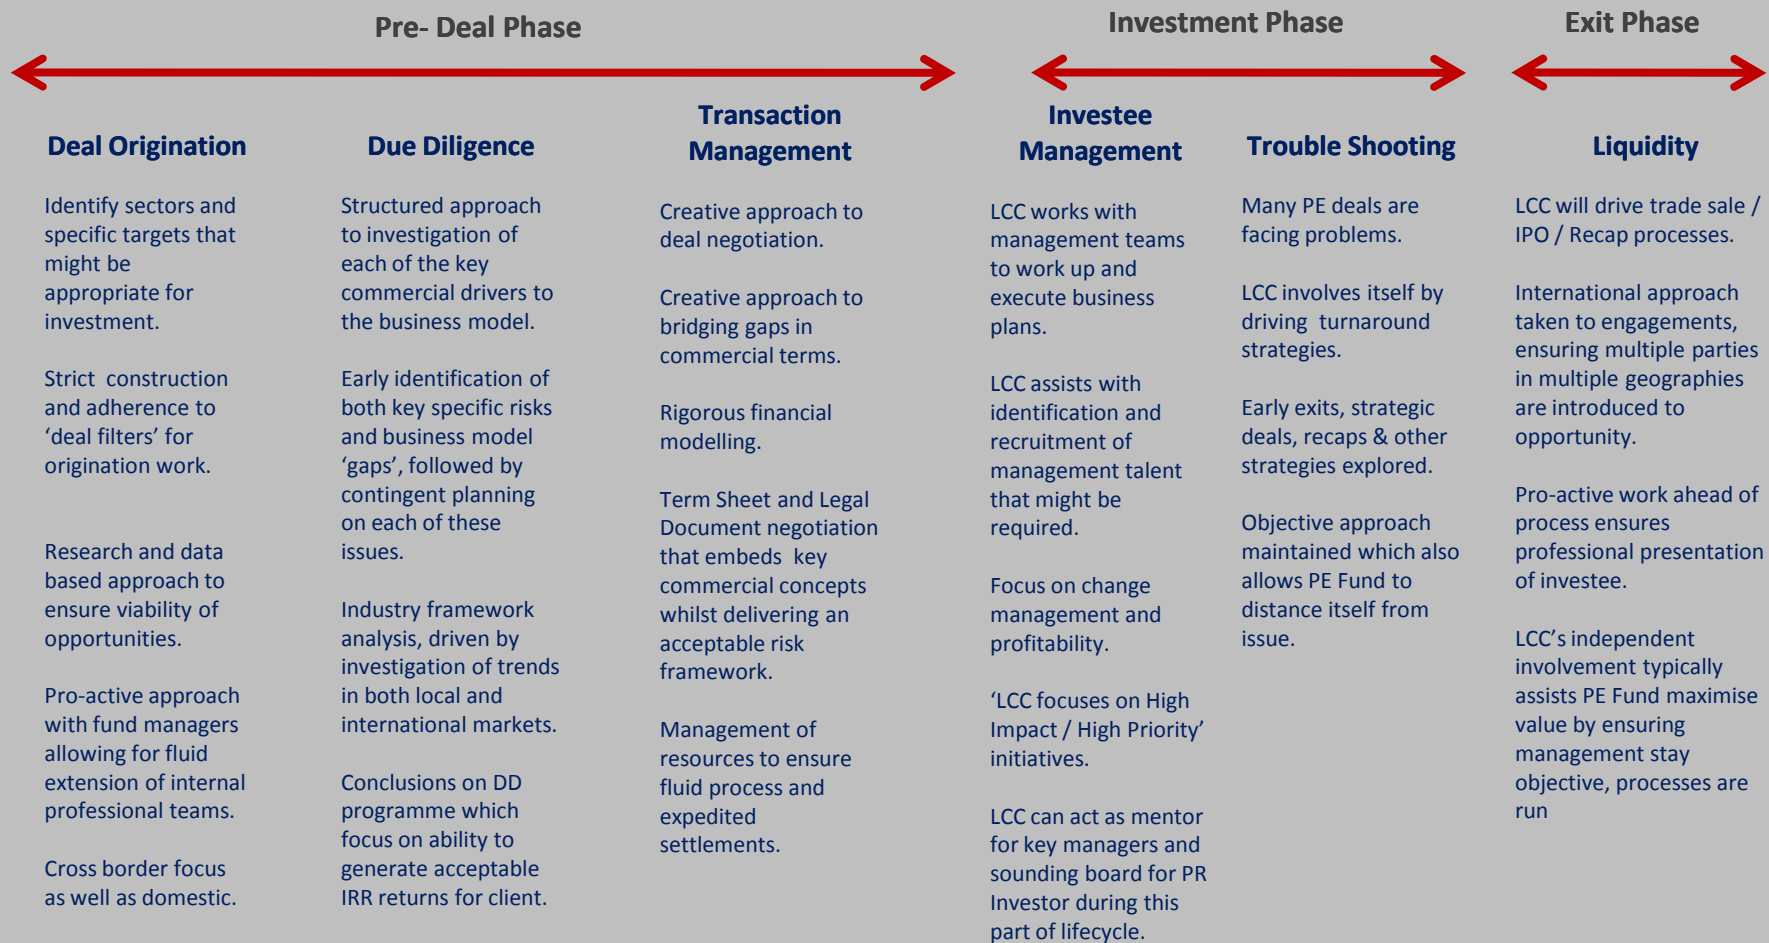 Pre- Deal Phase
Investment Phase
Exit Phase
Deal Origination
Identify sectors and
specific targets that
might be
appropriate for
investment.
Strict  construction
and adherence to
‘deal filters’ for
origination work.
Research and data
based approach to
ensure viability of
opportunities.
Pro-active approach
with fund managers
allowing for fluid
extension of internal
professional teams.
Cross border focus
as well as domestic.
Due Diligence
Structured approach
to investigation of
each of the key
commercial drivers to
the business model.
Early identification of
both key specific risks
and business model
‘gaps’, followed by
contingent planning
on each of these
issues.
Industry framework
analysis, driven by
investigation of trends
in both local and
international markets.
Conclusions on DD
programme which
focus on ability to
generate acceptable
IRR returns for client.
Transaction
Management
Creative approach to
deal negotiation.
Creative approach to
bridging gaps in
commercial terms.
Rigorous financial
modelling.
Term Sheet and Legal
Document negotiation
that embeds  key
commercial concepts
whilst delivering an
acceptable risk
framework.
Management of
resources to ensure
fluid process and
expedited
settlements.
Investee
Management
LCC works with
management teams
to work up and
execute business
plans.
LCC assists with
identification and
recruitment of
management talent
that might be
required.
Focus on change
management and
profitability.
‘LCC focuses on High
Impact / High Priority’
initiatives.
LCC can act as mentor
for key managers and
sounding board for PR
Investor during this
part of lifecycle.
Trouble Shooting
Many PE deals are
facing problems.
LCC involves itself by
driving  turnaround
strategies.
Early exits, strategic
deals, recaps & other
strategies explored.
Objective approach
maintained which also
allows PE Fund to
distance itself from
issue.
Liquidity
LCC will drive trade sale /
IPO / Recap processes.
International approach
taken to engagements,
ensuring multiple parties
in multiple geographies
are introduced to
opportunity.
Pro-active work ahead of
process ensures
professional presentation
of investee.
LCC’s independent
involvement typically
assists PE Fund maximise
value by ensuring
management stay
objective, processes are
run